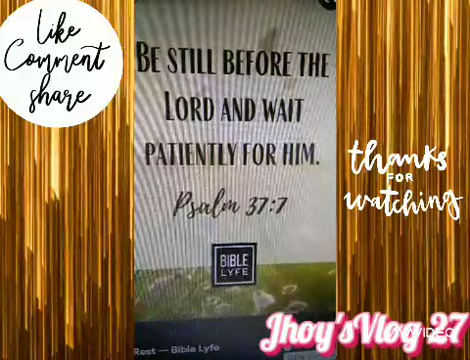 Like
Comment
share
BE STILL BEFORE THE
LORD AND WAIT
PATIENTLY FOR HIM.
Psalm 37:7
BIBLE
LYFE
Rest — Bible Lyfe
thanks
FOR
watching
Jhoy'sVlog 27